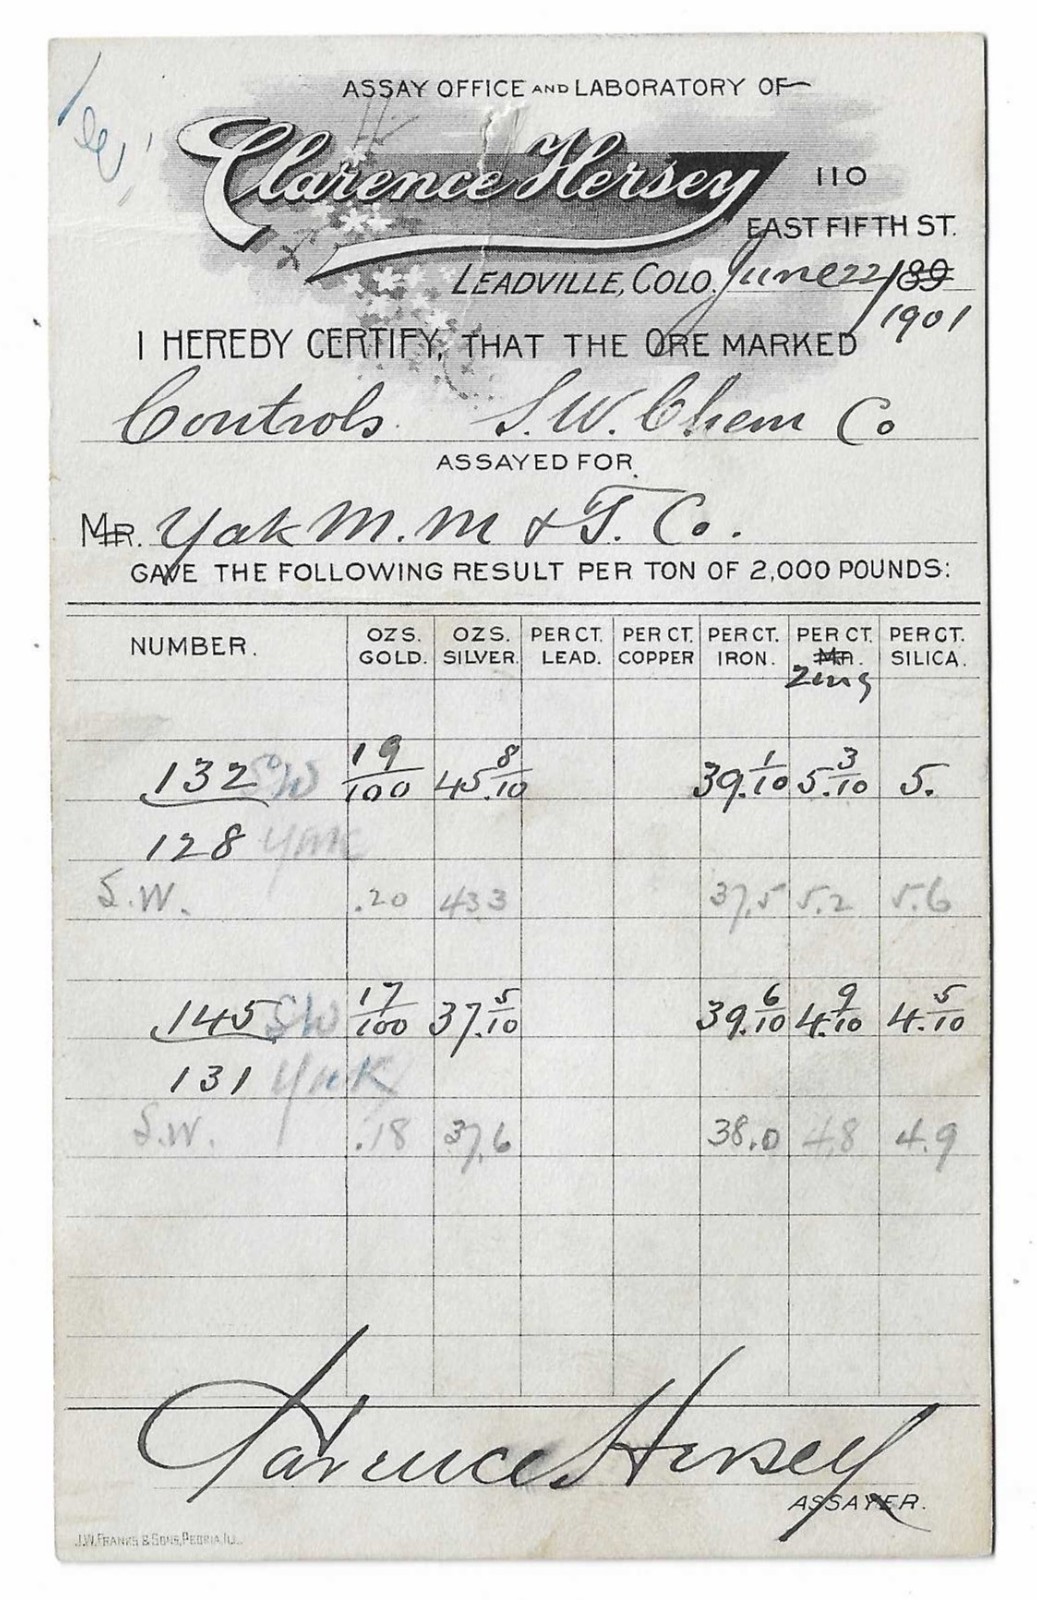 ASSAY OFFICE AND LABORATORY OF
Clarence Hersey
110
EAST FIFTH ST.
LEADVILLE, COLO. June 22 189
1901
I HEREBY CERTIFY, THAT THE ORE MARKED
Controls. S.W. Chem Co
ASSAYED FOR
MR. Yak M. M & T. Co.
GAVE THE FOLLOWING RESULT PER TON OF 2,000 POUNDS:
NUMBER. OZS. GOLD. OZS. SILVER. PER CT. LEAD. PER CT. COPPER PER CT. IRON. PER CT. Mn. PER CT. SILICA.
Zinc
132 SW 19/100 45.8/10 39.1/10 5.3/10 5.
128 Yak
S.W. .20 43.3 37.5 5.2 5.6
145 SW 17/100 37.5/10 39.6/10 4.9/10 4.5/10
131 Yak
S.W. .18 37.6 38.0 4.8 4.9
Clarence Hersey
ASSAYER.
J.W. FRANKS & SONS, PEORIA, ILL.